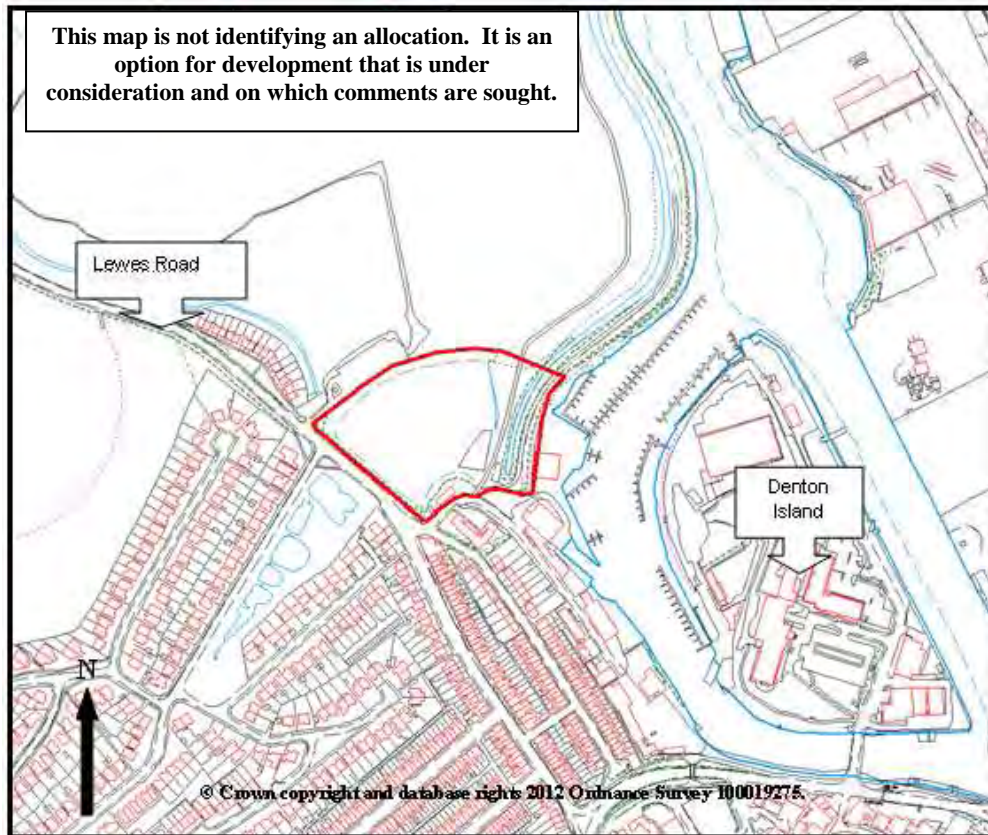 This map is not identifying an allocation. It is an
option for development that is under
consideration and on which comments are sought.
Lewes Road
Denton
Island
N
© Crown copyright and database rights 2012 Ordnance Survey 100019275.